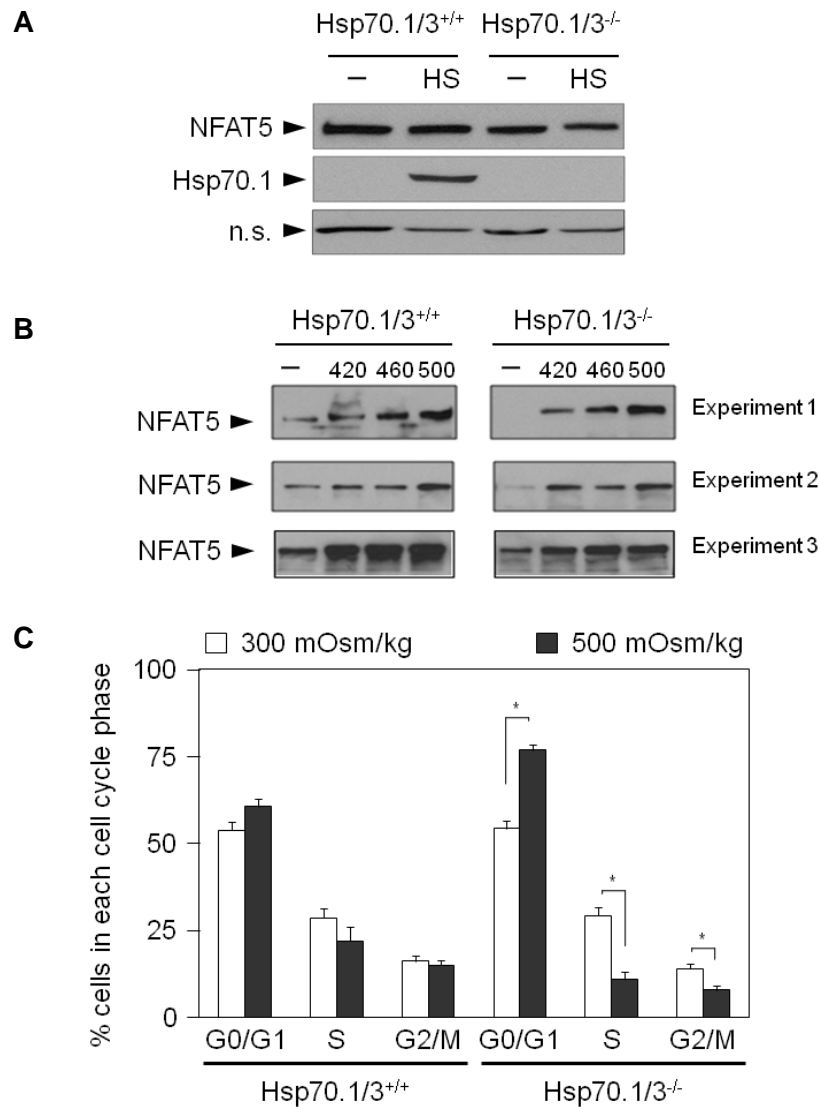 A
Hsp70.1/3+/+ Hsp70.1/3-/-
– HS – HS
NFAT5
Hsp70.1
n.s.
B
Hsp70.1/3+/+ Hsp70.1/3-/-
– 420 460 500 – 420 460 500
NFAT5 Experiment 1
NFAT5 Experiment 2
NFAT5 Experiment 3
C
300 mOsm/kg 500 mOsm/kg
% cells in each cell cycle phase
100
75
50
25
0
* * *
G0/G1 S G2/M G0/G1 S G2/M
Hsp70.1/3+/+ Hsp70.1/3-/-